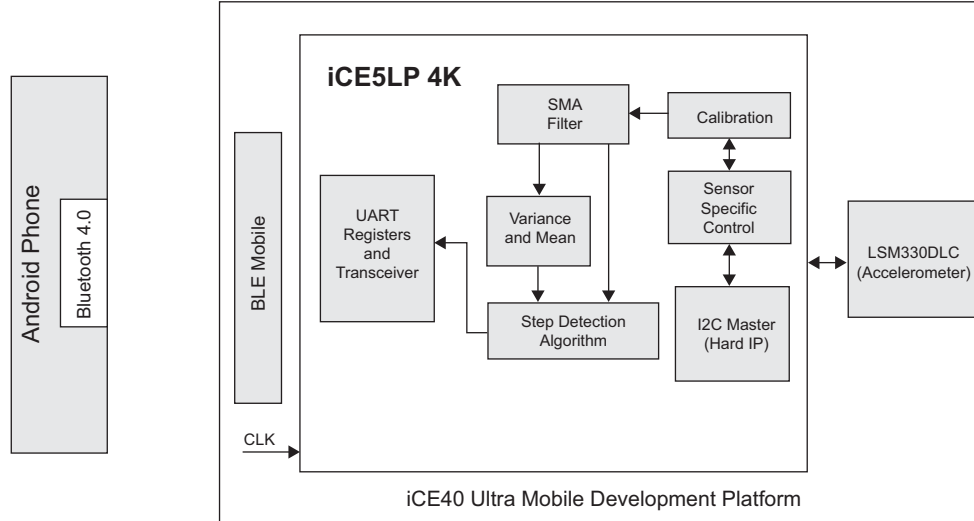 iCE5LP 4K
SMA
Filter
Calibration
Android Phone
Bluetooth 4.0
BLE Mobile
UART
Registers
and
Transceiver
Variance
and Mean
Sensor
Specific
Control
LSM330DLC
(Accelerometer)
Step Detection
Algorithm
I2C Master
(Hard IP)
CLK
iCE40 Ultra Mobile Development Platform